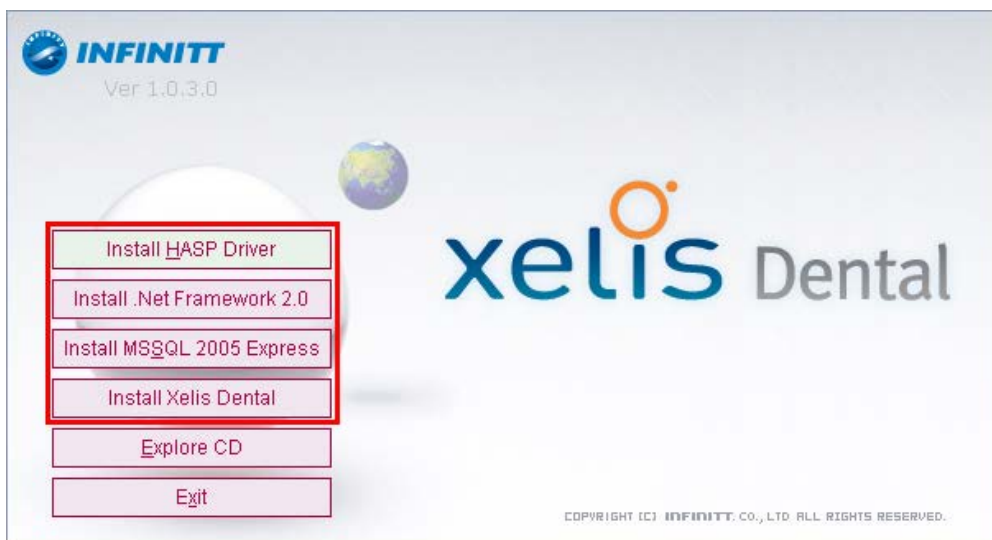 INFINITT
Ver 1.0.3.0
xelis Dental
Install HASP Driver
Install .Net Framework 2.0
Install MSSQL 2005 Express
Install Xelis Dental
Explore CD
Exit
COPYRIGHT (C) INFINITT. CO., LTD ALL RIGHTS RESERVED.